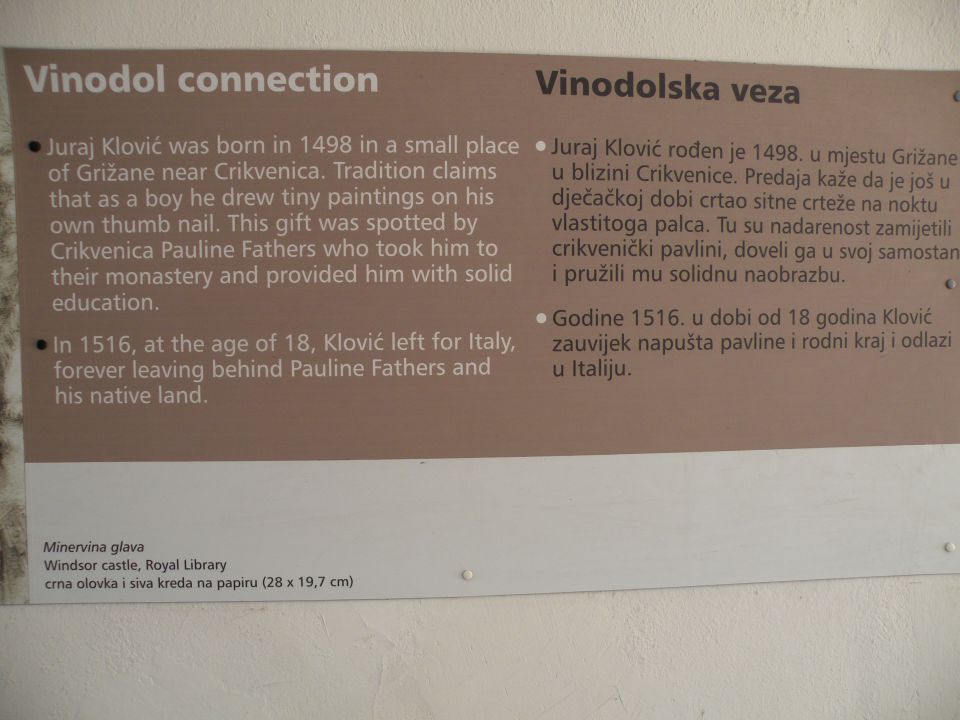 Vinodol connection
Juraj Klović was born in 1498 in a small place
of Grižane near Crikvenica. Tradition claims
that as a boy he drew tiny paintings on his
own thumb nail. This gift was spotted by
Crikvenica Pauline Fathers who took him to
their monastery and provided him with solid
education.
In 1516, at the age of 18, Klović left for Italy,
forever leaving behind Pauline Fathers and
his native land.
Vinodolska veza
Juraj Klović rođen je 1498. u mjestu Grižane
u blizini Crikvenice. Predaja kaže da je još u
dječačkoj dobi crtao sitne crteže na noktu
vlastitoga palca. Tu su nadarenost zamijetili
crikvenički pavlini, doveli ga u svoj samostan
i pružili mu solidnu naobrazbu.
Godine 1516. u dobi od 18 godina Klović
zauvijek napušta pavline i rodni kraj i odlazi
u Italiju.
Minervina glava
Windsor castle, Royal Library
crna olovka i siva kreda na papiru (28 x 19,7 cm)